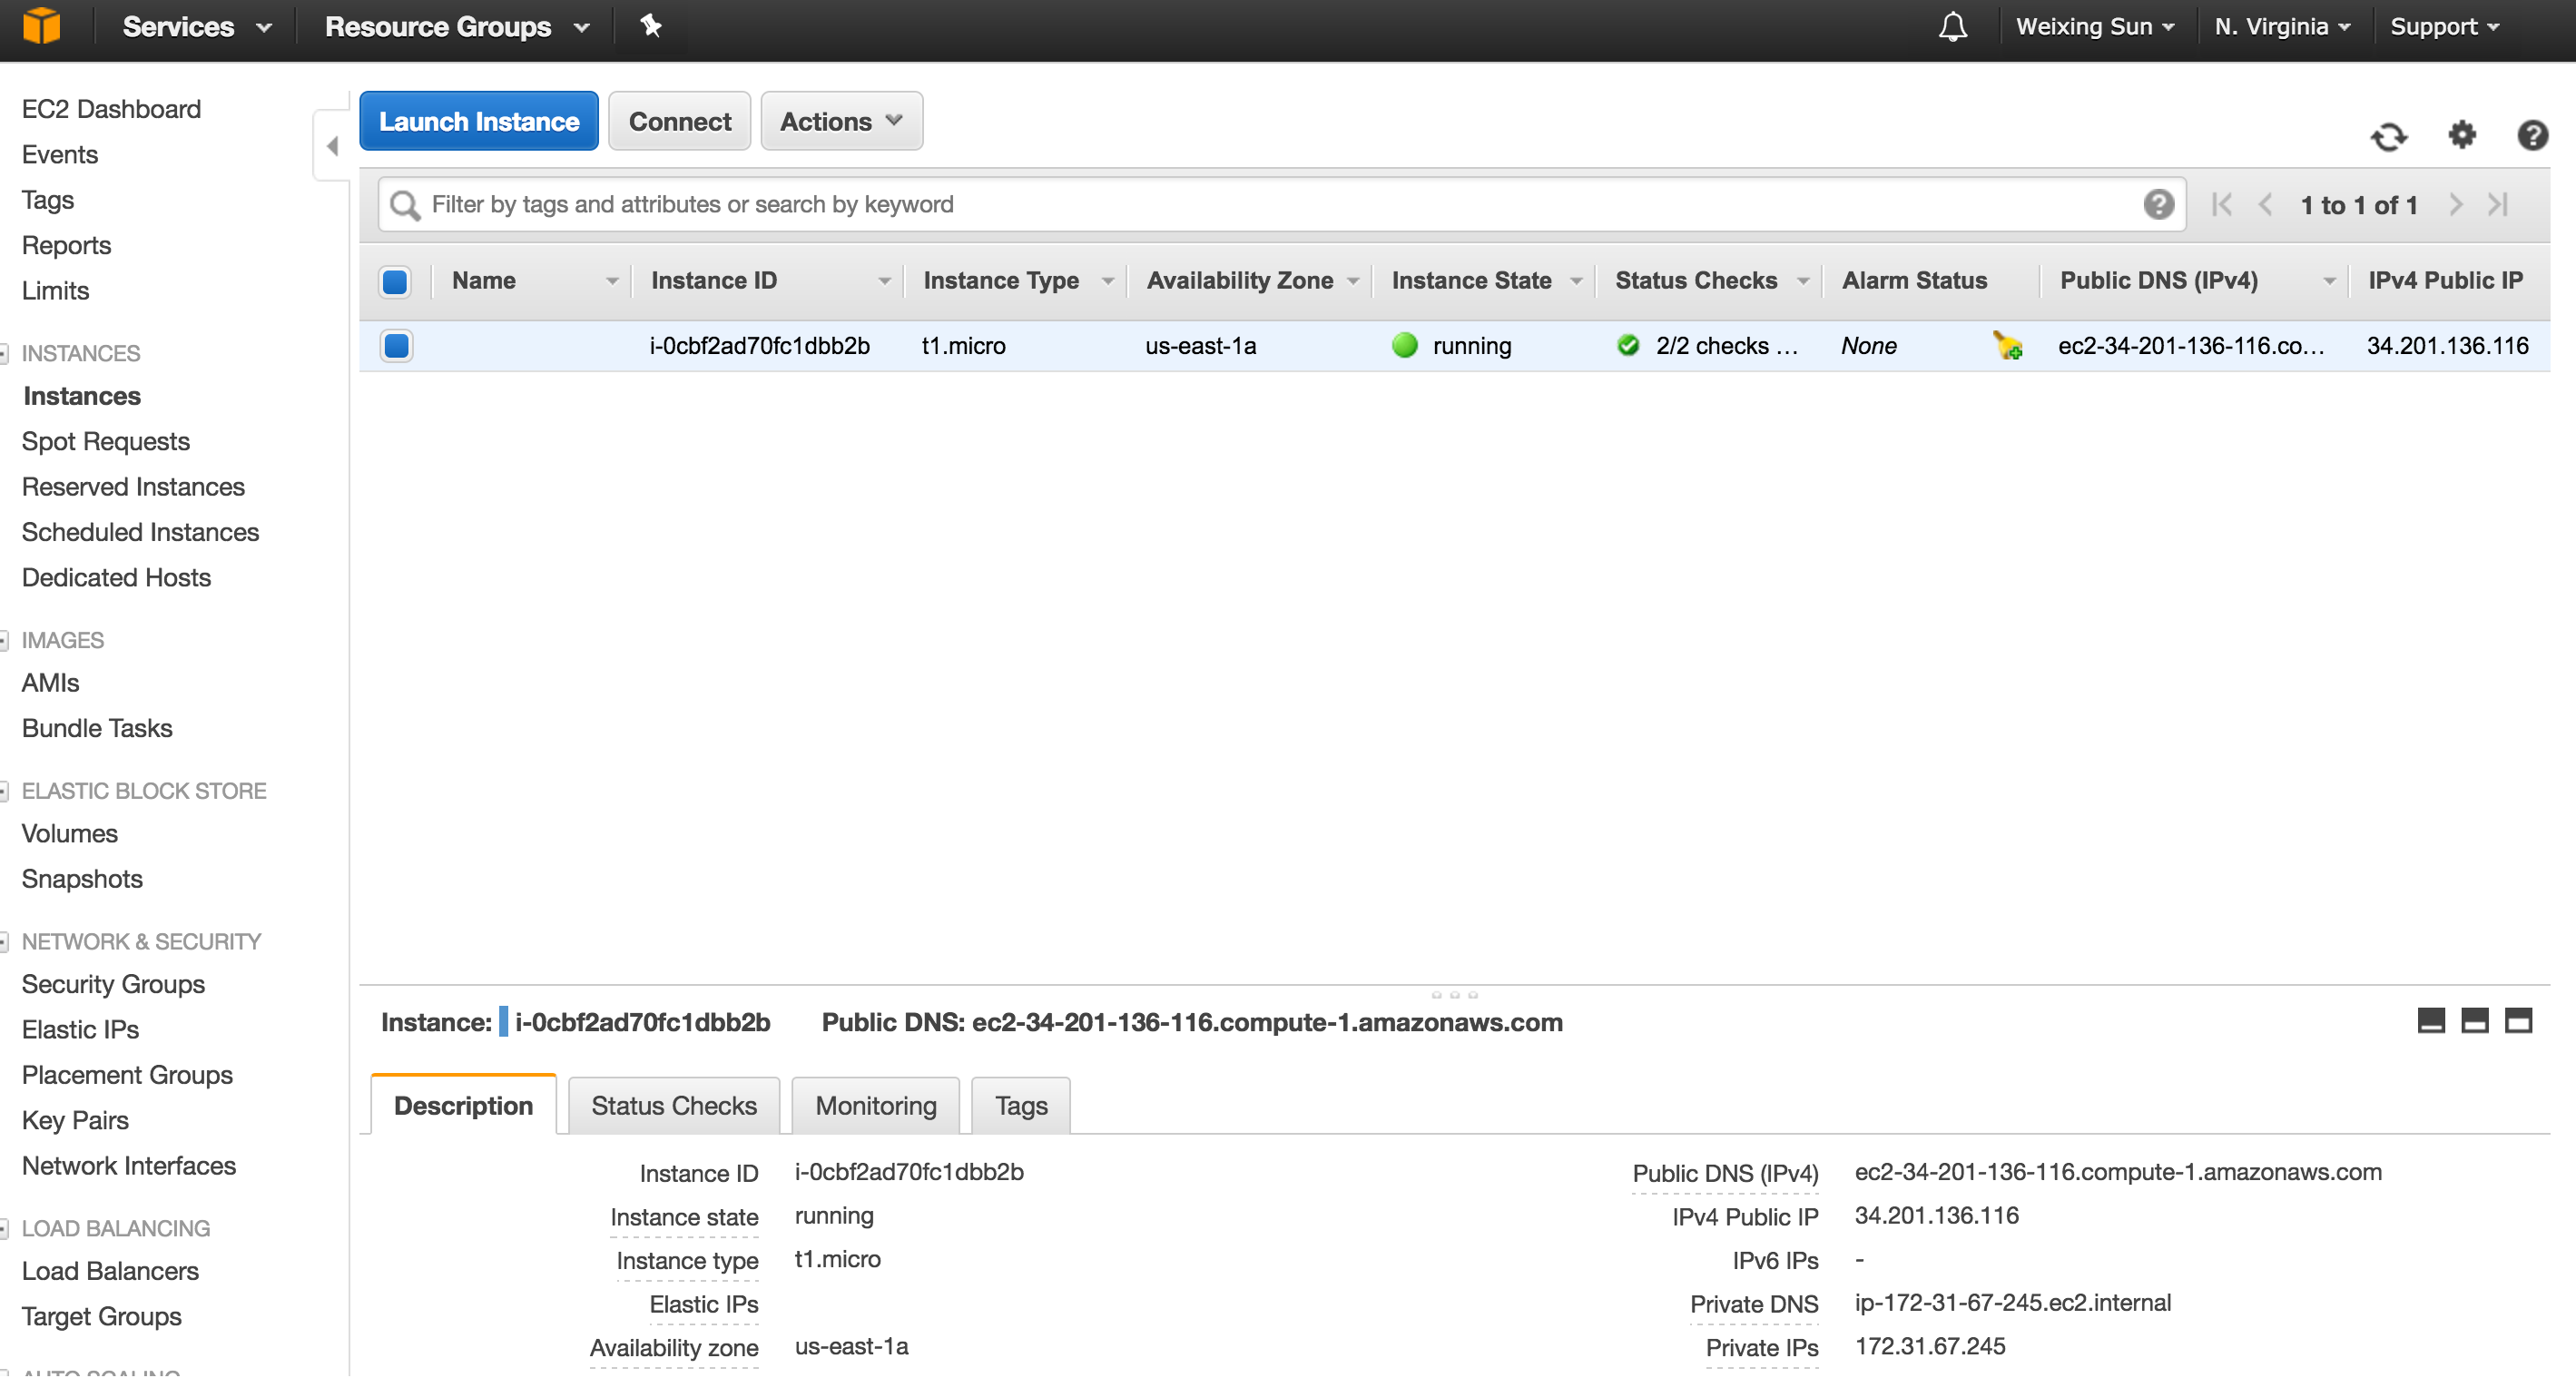 Services
Resource Groups
Weixing Sun
N. Virginia
Support
EC2 Dashboard
Events
Tags
Reports
Limits
INSTANCES
Instances
Spot Requests
Reserved Instances
Scheduled Instances
Dedicated Hosts
IMAGES
AMIs
Bundle Tasks
ELASTIC BLOCK STORE
Volumes
Snapshots
NETWORK & SECURITY
Security Groups
Elastic IPs
Placement Groups
Key Pairs
Network Interfaces
LOAD BALANCING
Load Balancers
Target Groups
AUTO SCALING
Launch Instance Connect Actions
Filter by tags and attributes or search by keyword
1 to 1 of 1
Name Instance ID Instance Type Availability Zone Instance State Status Checks Alarm Status Public DNS (IPv4) IPv4 Public IP
i-0cbf2ad70fc1dbb2b t1.micro us-east-1a running 2/2 checks ... None ec2-34-201-136-116.co... 34.201.136.116
Instance: i-0cbf2ad70fc1dbb2b Public DNS: ec2-34-201-136-116.compute-1.amazonaws.com
Description Status Checks Monitoring Tags
Instance ID i-0cbf2ad70fc1dbb2b
Instance state running
Instance type t1.micro
Elastic IPs
Availability zone us-east-1a
Public DNS (IPv4) ec2-34-201-136-116.compute-1.amazonaws.com
IPv4 Public IP 34.201.136.116
IPv6 IPs -
Private DNS ip-172-31-67-245.ec2.internal
Private IPs 172.31.67.245